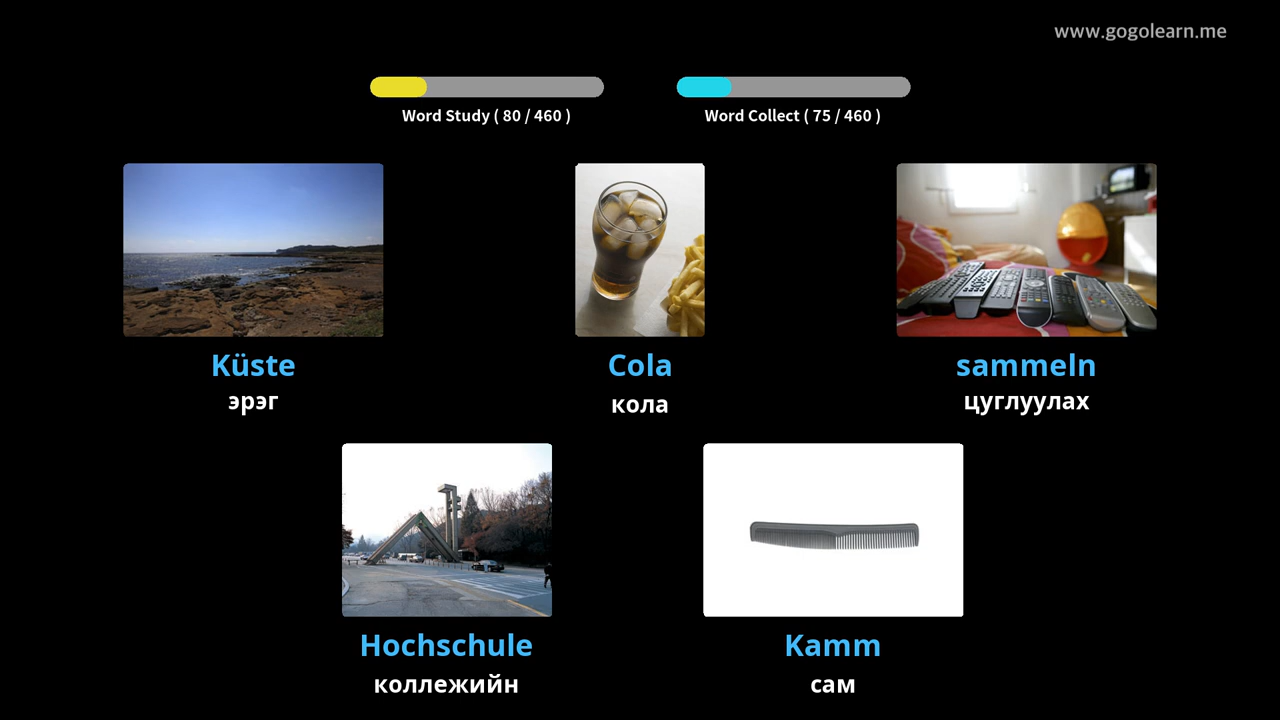 www.gogolearn.me
Word Study ( 80 / 460 )
Word Collect ( 75 / 460 )
Küste
эрэг
Cola
кола
sammeln
цуглуулах
Hochschule
коллежийн
Kamm
сам